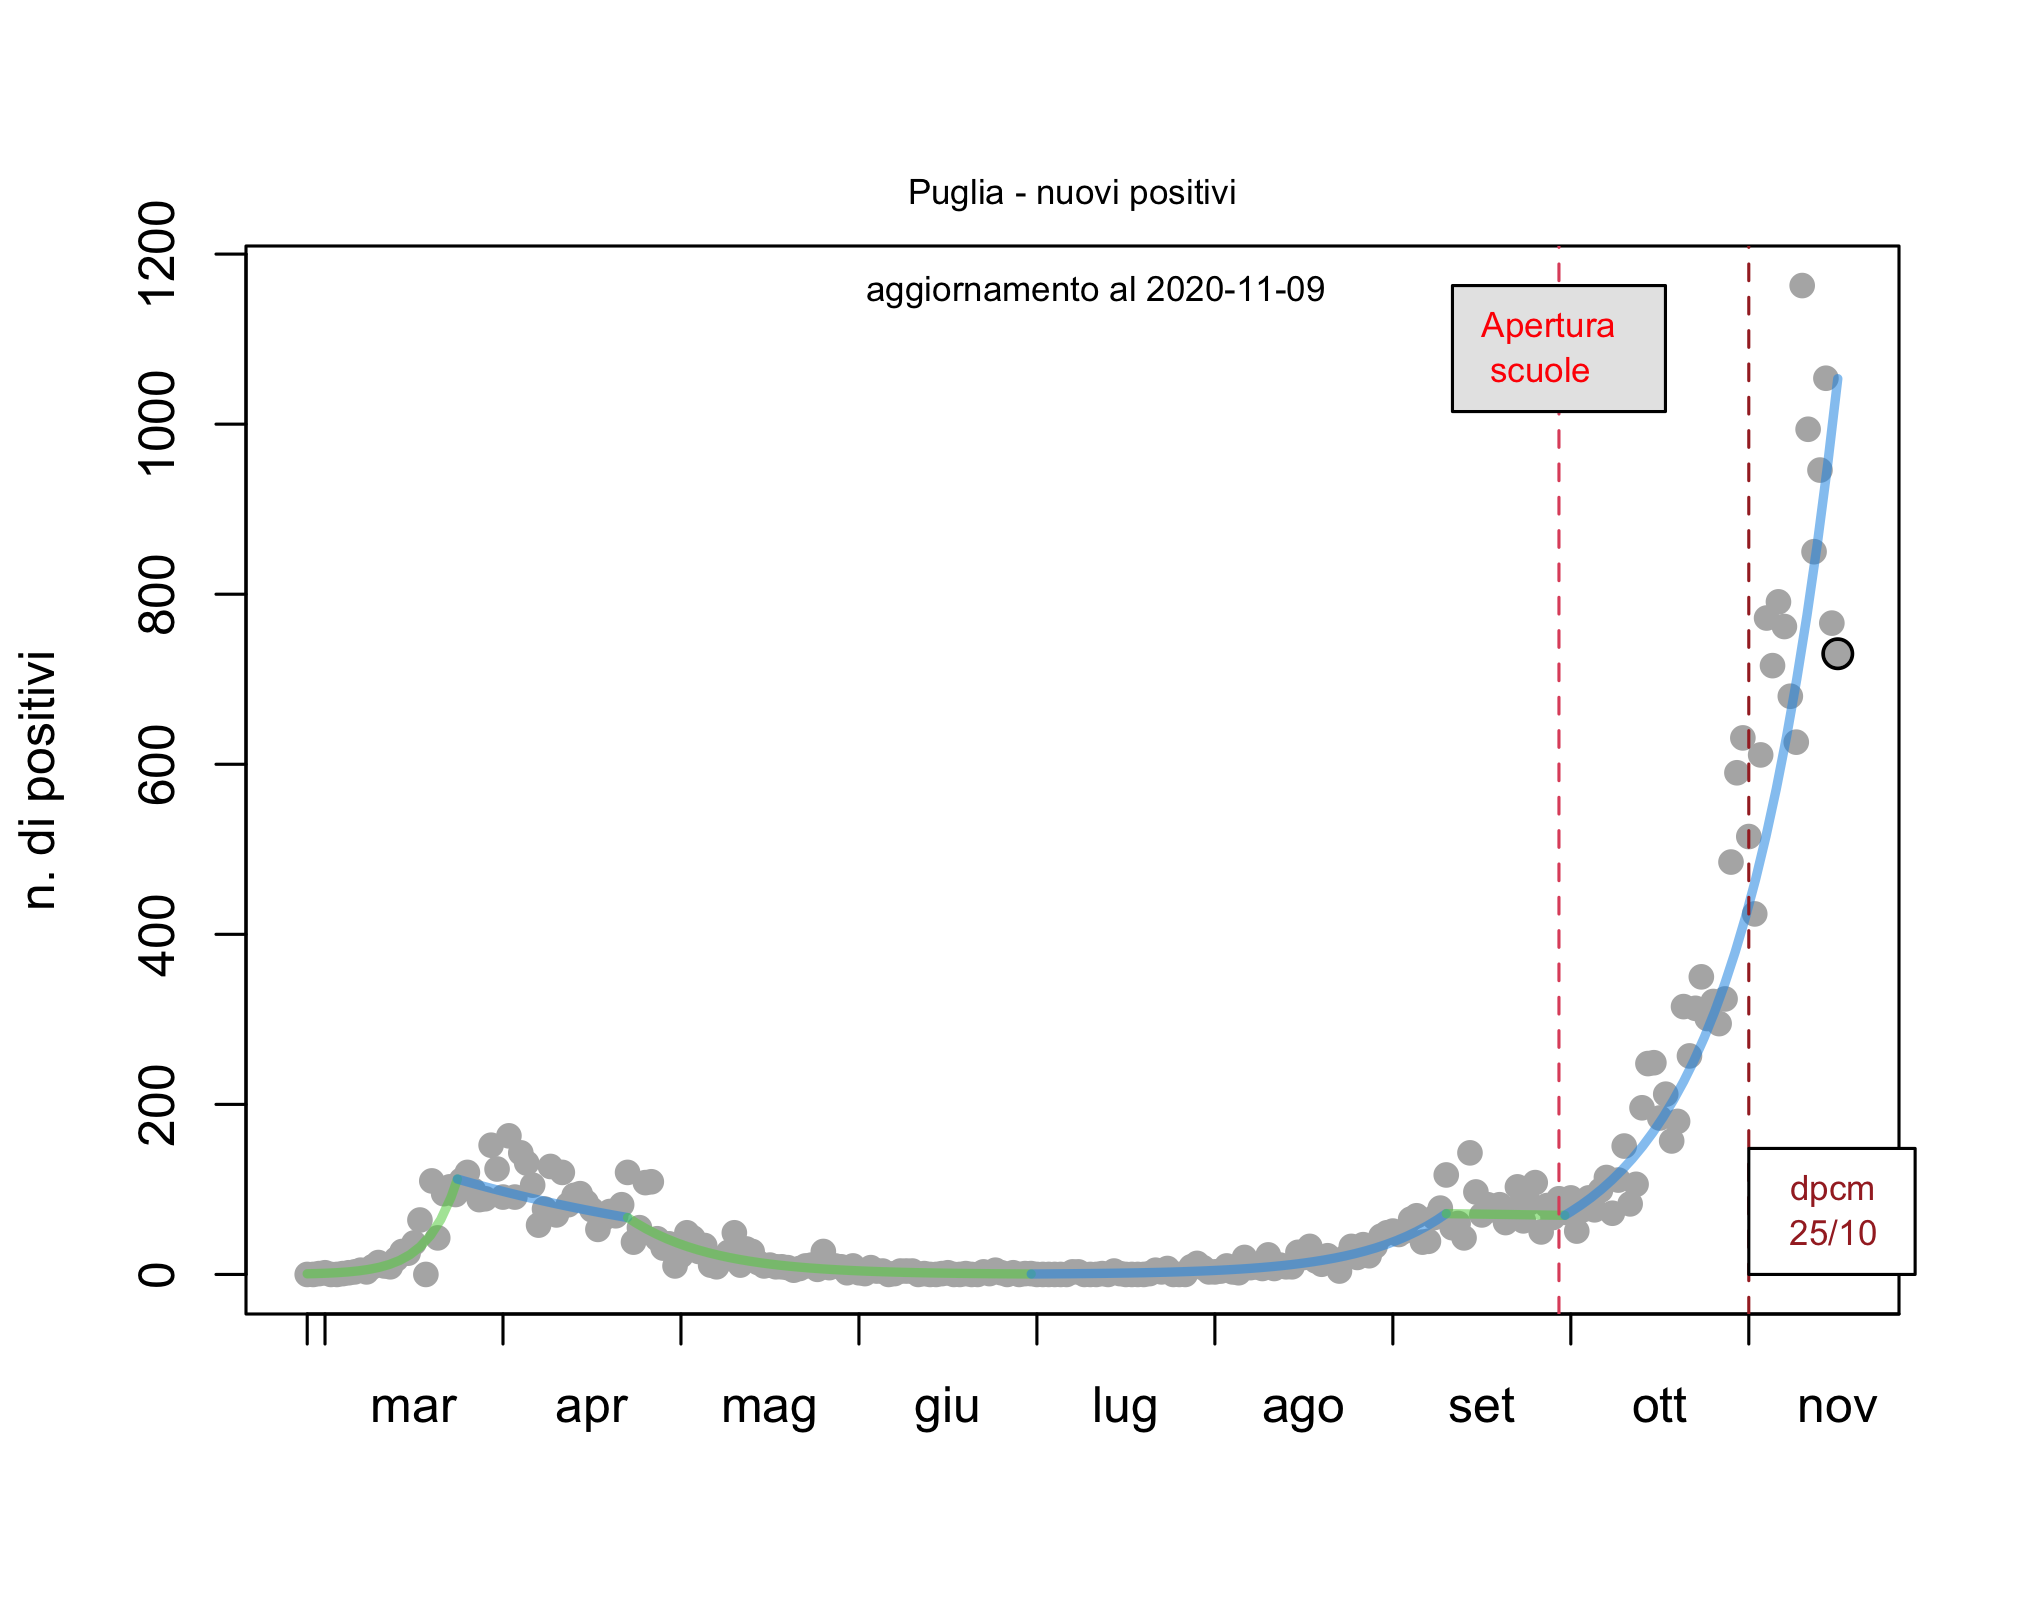 Puglia - nuovi positivi
aggiornamento al 2020-11-09
Apertura
scuole
dpcm
25/10
n. di positivi
1200
1000
800
600
400
200
0
mar apr mag giu lug ago set ott nov